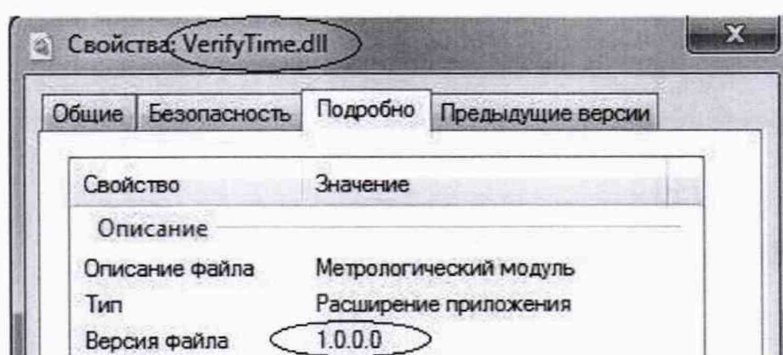 Свойства: VerifyTime.dll
Общие Безопасность Подробно Предыдущие версии
Свойство Значение
Описание
Описание файла Метрологический модуль
Тип Расширение приложения
Версия файла 1.0.0.0